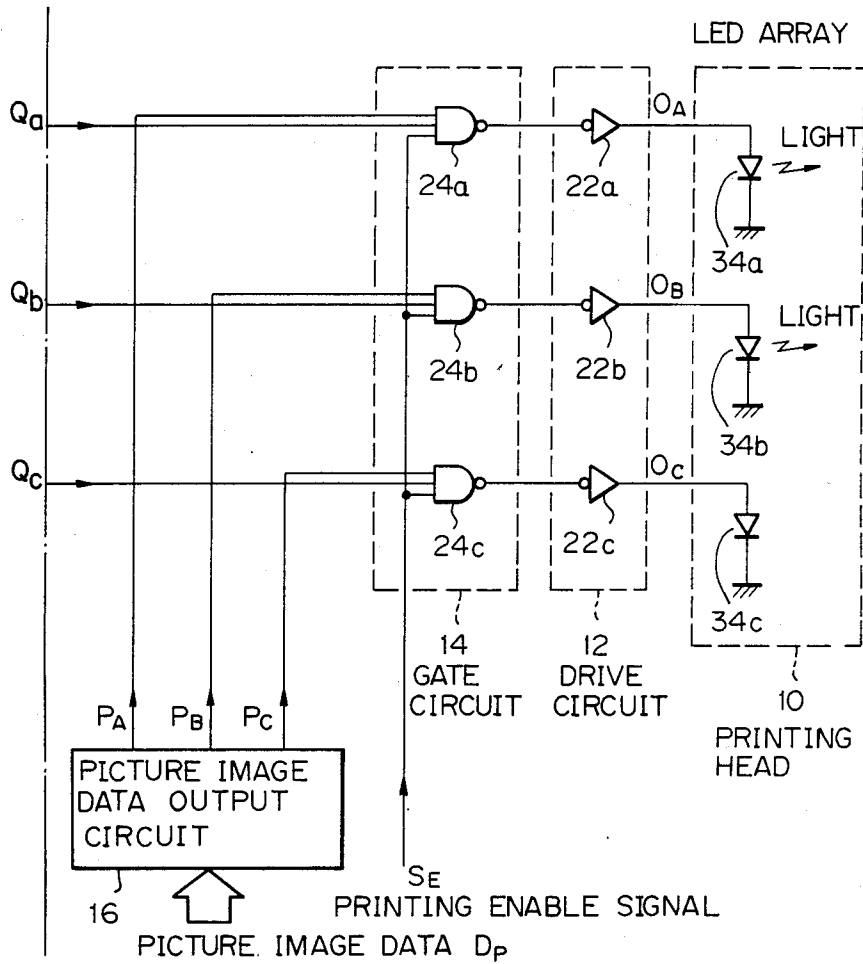 LED ARRAY
Qa
OA
LIGHT
24a
22a
34a
Qb
OB
LIGHT
24b
22b
34b
Qc
OC
24c
22c
34c
14
GATE
CIRCUIT
12
DRIVE
CIRCUIT
10
PRINTING
HEAD
PA
PB
PC
PICTURE IMAGE
DATA OUTPUT
CIRCUIT
16
SE
PRINTING ENABLE SIGNAL
PICTURE. IMAGE DATA DP